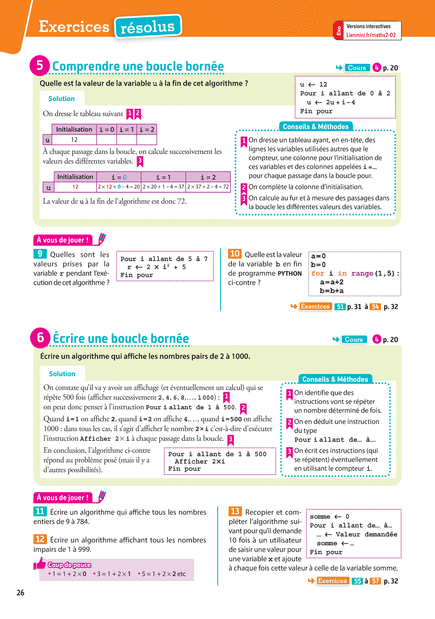 Exercices résolus
Exo
Versions interactives
Lienmini.fr/maths2-02
5 Comprendre une boucle bornée
Cours 4 p. 20
Quelle est la valeur de la variable u à la fin de cet algorithme ?
u ← 12
Pour i allant de 0 à 2
u ← 2u+i-4
Fin pour
Solution
On dresse le tableau suivant 1 2
Initialisation i=0 i=1 i=2
u 12
À chaque passage dans la boucle, on calcule successivement les
valeurs des différentes variables. 3
Initialisation i=0 i=1 i=2
u 12 2×12+0-4=20 2×20+1-4=37 2×37+2-4=72
La valeur de u à la fin de l'algorithme est donc 72.
Conseils & Méthodes
1 On dresse un tableau ayant, en en-tête, des
lignes les variables utilisées autres que le
compteur, une colonne pour l'initialisation de
ces variables et des colonnes appelées i=...
pour chaque passage dans la boucle pour.
2 On complète la colonne d'initialisation.
3 On calcule au fur et à mesure des passages dans
la boucle les différentes valeurs des variables.
À vous de jouer !
9 Quelles sont les
valeurs prises par la
variable r pendant l'exé-
cution de cet algorithme ?
Pour i allant de 5 à 7
r ← 2 × i² + 5
Fin pour
10 Quelle est la valeur
de la variable b en fin
de programme PYTHON
ci-contre ?
a=0
b=0
for i in range(1,5):
a=a+2
b=b+a
Exercices 51 p. 31 à 54 p. 32
6 Écrire une boucle bornée
Cours 4 p. 20
Écrire un algorithme qui affiche les nombres pairs de 2 à 1000.
Solution
On constate qu'il va y avoir un affichage (et éventuellement un calcul) qui se
répète 500 fois (afficher successivement 2, 4, 6, 8,..., 1000) : 1
on peut donc penser à l'instruction Pour i allant de 1 à 500. 2
Quand i=1 on affiche 2, quand i=2 on affiche 4,..., quand i=500 on affiche
1000 : dans tous les cas, il s'agit d'afficher le nombre 2×i c'est-à-dire d'exécuter
l'instruction Afficher 2×i à chaque passage dans la boucle. 3
En conclusion, l'algorithme ci-contre
répond au problème posé (mais il y a
d'autres possibilités).
Pour i allant de 1 à 500
Afficher 2×i
Fin pour
Conseils & Méthodes
1 On identifie que des
instructions vont se répéter
un nombre déterminé de fois.
2 On en déduit une instruction
du type
Pour i allant de… à…
3 On écrit ces instructions (qui
se répètent) éventuellement
en utilisant le compteur i.
À vous de jouer !
11 Écrire un algorithme qui affiche tous les nombres
entiers de 9 à 784.
12 Écrire un algorithme affichant tous les nombres
impairs de 1 à 999.
Coup de pouce
• 1 = 1 + 2 × 0 • 3 = 1 + 2 × 1 • 5 = 1 + 2 × 2 etc
13 Recopier et com-
pléter l'algorithme sui-
vant pour qu'il demande
10 fois à un utilisateur
de saisir une valeur pour
une variable x et ajoute
à chaque fois cette valeur à celle de la variable somme.
somme ← 0
Pour i allant de… à…
… ← Valeur demandée
somme ← …
Fin pour
Exercices 55 à 57 p. 32
26